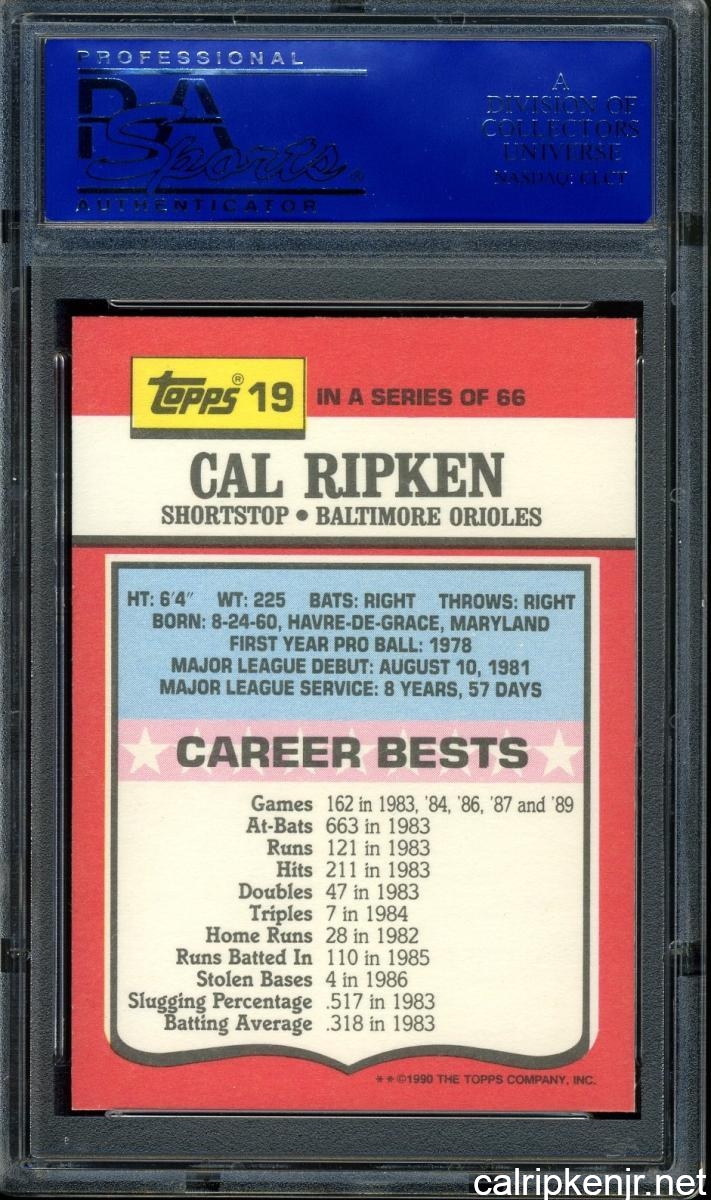 PROFESSIONAL
PSA
Sports®
AUTHENTICATOR
A
DIVISION OF
COLLECTORS
UNIVERSE
NASDAQ: CLCT
Topps® 19 IN A SERIES OF 66
CAL RIPKEN
SHORTSTOP • BALTIMORE ORIOLES
HT: 6'4" WT: 225 BATS: RIGHT THROWS: RIGHT
BORN: 8-24-60, HAVRE-DE-GRACE, MARYLAND
FIRST YEAR PRO BALL: 1978
MAJOR LEAGUE DEBUT: AUGUST 10, 1981
MAJOR LEAGUE SERVICE: 8 YEARS, 57 DAYS
CAREER BESTS
Games 162 in 1983, '84, '86, '87 and '89
At-Bats 663 in 1983
Runs 121 in 1983
Hits 211 in 1983
Doubles 47 in 1983
Triples 7 in 1984
Home Runs 28 in 1982
Runs Batted In 110 in 1985
Stolen Bases 4 in 1986
Slugging Percentage .517 in 1983
Batting Average .318 in 1983
**©1990 THE TOPPS COMPANY, INC.
calripkenjr.net